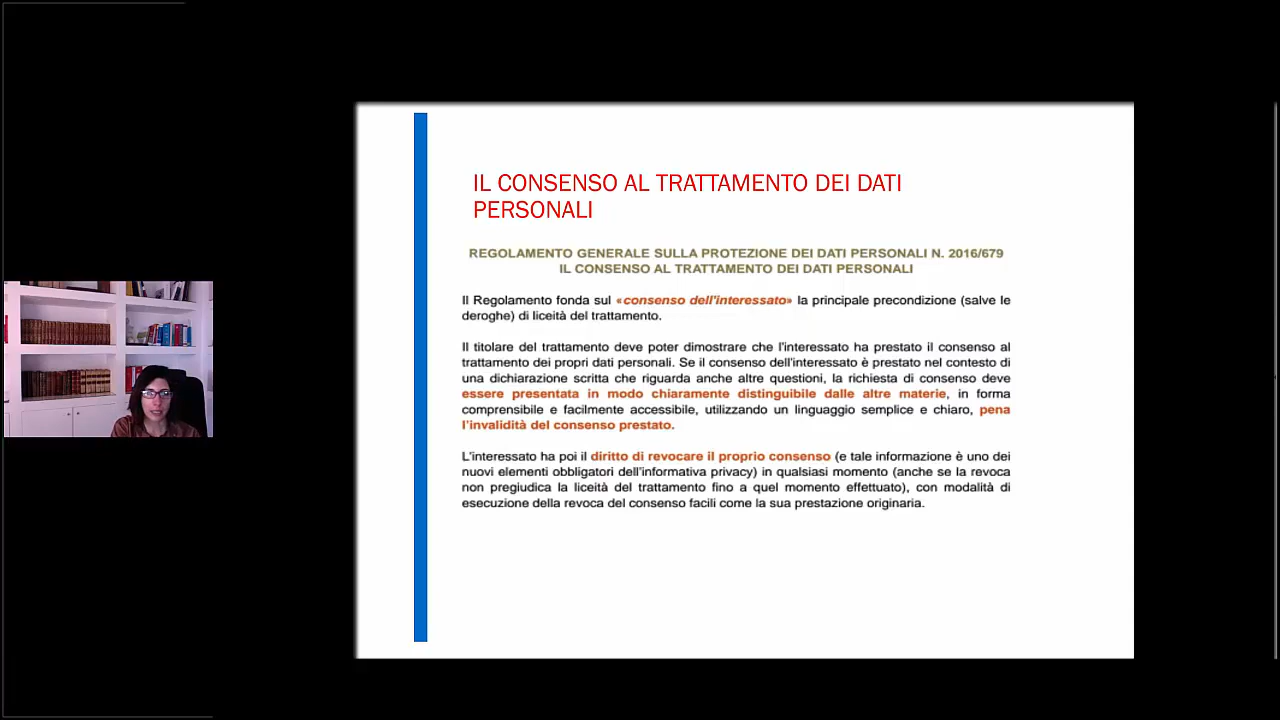 IL CONSENSO AL TRATTAMENTO DEI DATI
PERSONALI
REGOLAMENTO GENERALE SULLA PROTEZIONE DEI DATI PERSONALI N. 2016/679
IL CONSENSO AL TRATTAMENTO DEI DATI PERSONALI
Il Regolamento fonda sul «consenso dell'interessato» la principale precondizione (salve le
deroghe) di liceità del trattamento.
Il titolare del trattamento deve poter dimostrare che l'interessato ha prestato il consenso al
trattamento dei propri dati personali. Se il consenso dell'interessato è prestato nel contesto di
una dichiarazione scritta che riguarda anche altre questioni, la richiesta di consenso deve
essere presentata in modo chiaramente distinguibile dalle altre materie, in forma
comprensibile e facilmente accessibile, utilizzando un linguaggio semplice e chiaro, pena
l'invalidità del consenso prestato.
L'interessato ha poi il diritto di revocare il proprio consenso (e tale informazione è uno dei
nuovi elementi obbligatori dell'informativa privacy) in qualsiasi momento (anche se la revoca
non pregiudica la liceità del trattamento fino a quel momento effettuato), con modalità di
esecuzione della revoca del consenso facili come la sua prestazione originaria.